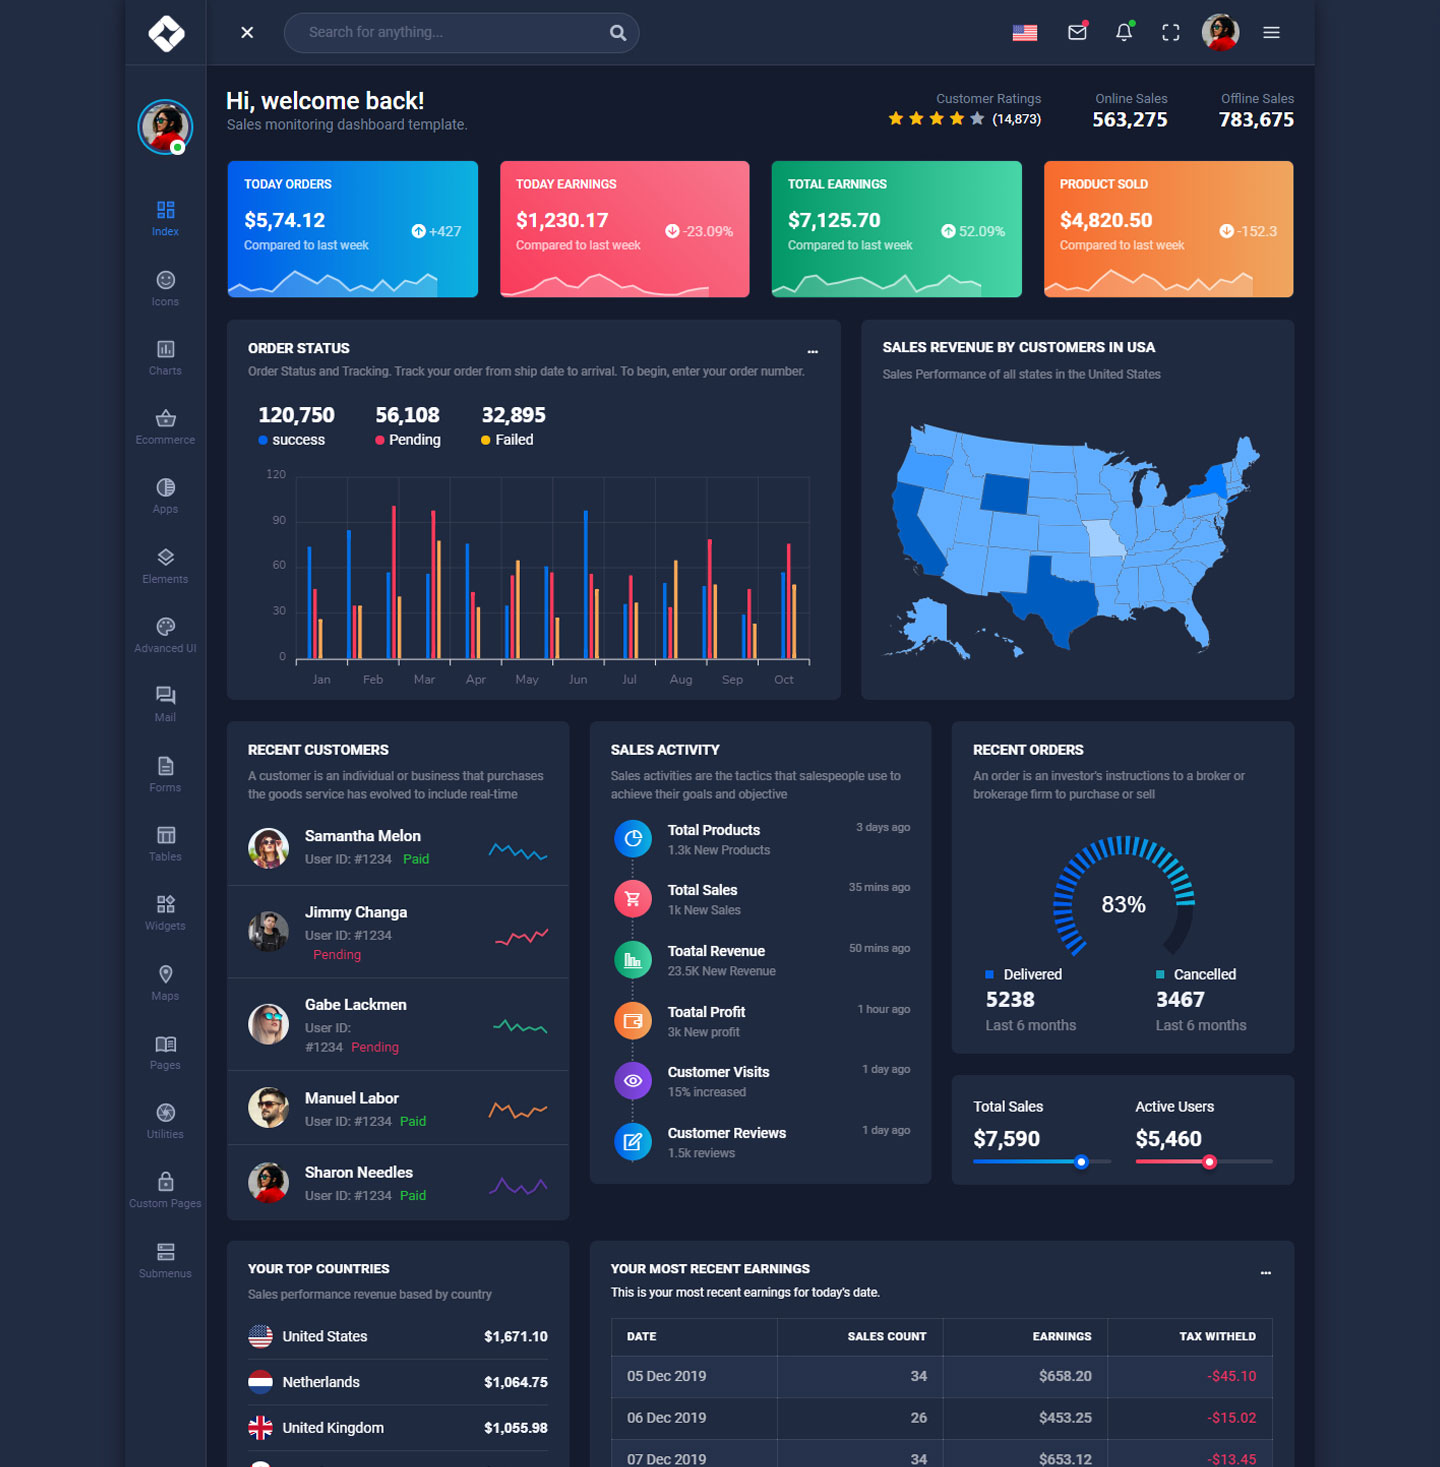 Search for anything...
Hi, welcome back!
Sales monitoring dashboard template.
Customer Ratings
(14,873)
Online Sales
563,275
Offline Sales
783,675
Index
Icons
Charts
Ecommerce
Apps
Elements
Advanced UI
Mail
Forms
Tables
Widgets
Maps
Pages
Utilities
Custom Pages
Submenus
TODAY ORDERS
$5,74.12
Compared to last week
+427
TODAY EARNINGS
$1,230.17
Compared to last week
-23.09%
TOTAL EARNINGS
$7,125.70
Compared to last week
52.09%
PRODUCT SOLD
$4,820.50
Compared to last week
-152.3
ORDER STATUS
...
Order Status and Tracking. Track your order from ship date to arrival. To begin, enter your order number.
120,750
success
56,108
Pending
32,895
Failed
120
90
60
30
0
Jan Feb Mar Apr May Jun Jul Aug Sep Oct
SALES REVENUE BY CUSTOMERS IN USA
Sales Performance of all states in the United States
RECENT CUSTOMERS
A customer is an individual or business that purchases
the goods service has evolved to include real-time
Samantha Melon
User ID: #1234 Paid
Jimmy Changa
User ID: #1234
Pending
Gabe Lackmen
User ID:
#1234 Pending
Manuel Labor
User ID: #1234 Paid
Sharon Needles
User ID: #1234 Paid
SALES ACTIVITY
Sales activities are the tactics that salespeople use to
achieve their goals and objective
Total Products 3 days ago
1.3k New Products
Total Sales 35 mins ago
1k New Sales
Toatal Revenue 50 mins ago
23.5K New Revenue
Toatal Profit 1 hour ago
3k New profit
Customer Visits 1 day ago
15% increased
Customer Reviews 1 day ago
1.5k reviews
RECENT ORDERS
An order is an investor's instructions to a broker or
brokerage firm to purchase or sell
83%
Delivered
5238
Last 6 months
Cancelled
3467
Last 6 months
Total Sales
$7,590
Active Users
$5,460
YOUR TOP COUNTRIES
Sales performance revenue based by country
United States $1,671.10
Netherlands $1,064.75
United Kingdom $1,055.98
YOUR MOST RECENT EARNINGS
...
This is your most recent earnings for today's date.
DATE SALES COUNT EARNINGS TAX WITHELD
05 Dec 2019 34 $658.20 -$45.10
06 Dec 2019 26 $453.25 -$15.02
07 Dec 2019 34 $653.12 -$13.45